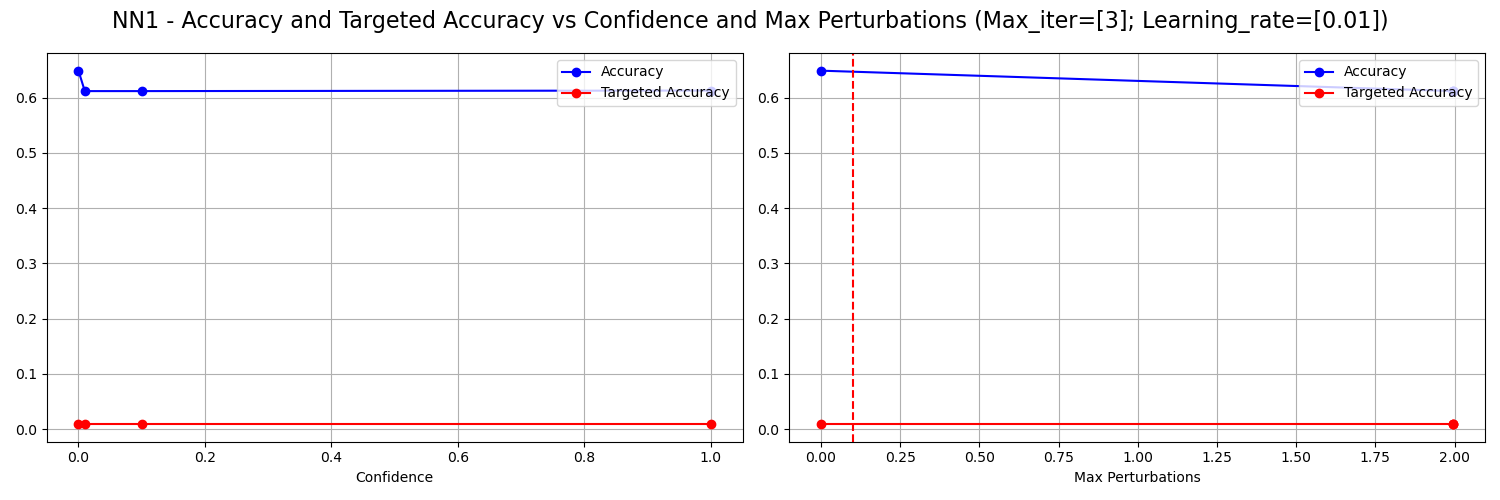 NN1 - Accuracy and Targeted Accuracy vs Confidence and Max Perturbations (Max_iter=[3]; Learning_rate=[0.01])
Accuracy
Targeted Accuracy
0.6
0.5
0.4
0.3
0.2
0.1
0.0
0.0 0.2 0.4 0.6 0.8 1.0
Confidence
Accuracy
Targeted Accuracy
0.6
0.5
0.4
0.3
0.2
0.1
0.0
0.00 0.25 0.50 0.75 1.00 1.25 1.50 1.75 2.00
Max Perturbations